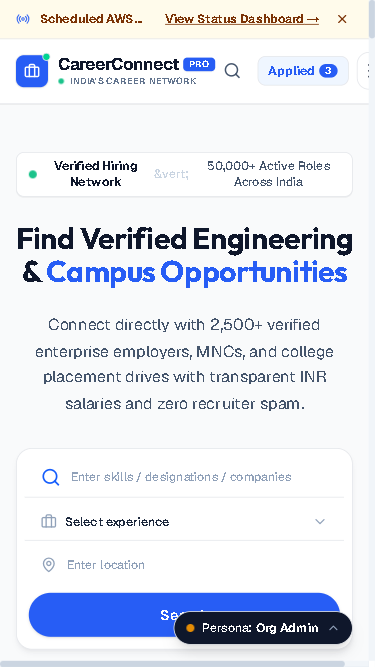 Scheduled AWS... View Status Dashboard → ✕
CareerConnect PRO
INDIA'S CAREER NETWORK
Applied 3
Verified Hiring Network &vert; 50,000+ Active Roles Across India
Find Verified Engineering
& Campus Opportunities
Connect directly with 2,500+ verified
enterprise employers, MNCs, and college
placement drives with transparent INR
salaries and zero recruiter spam.
Enter skills / designations / companies
Select experience
Enter location
Persona: Org Admin